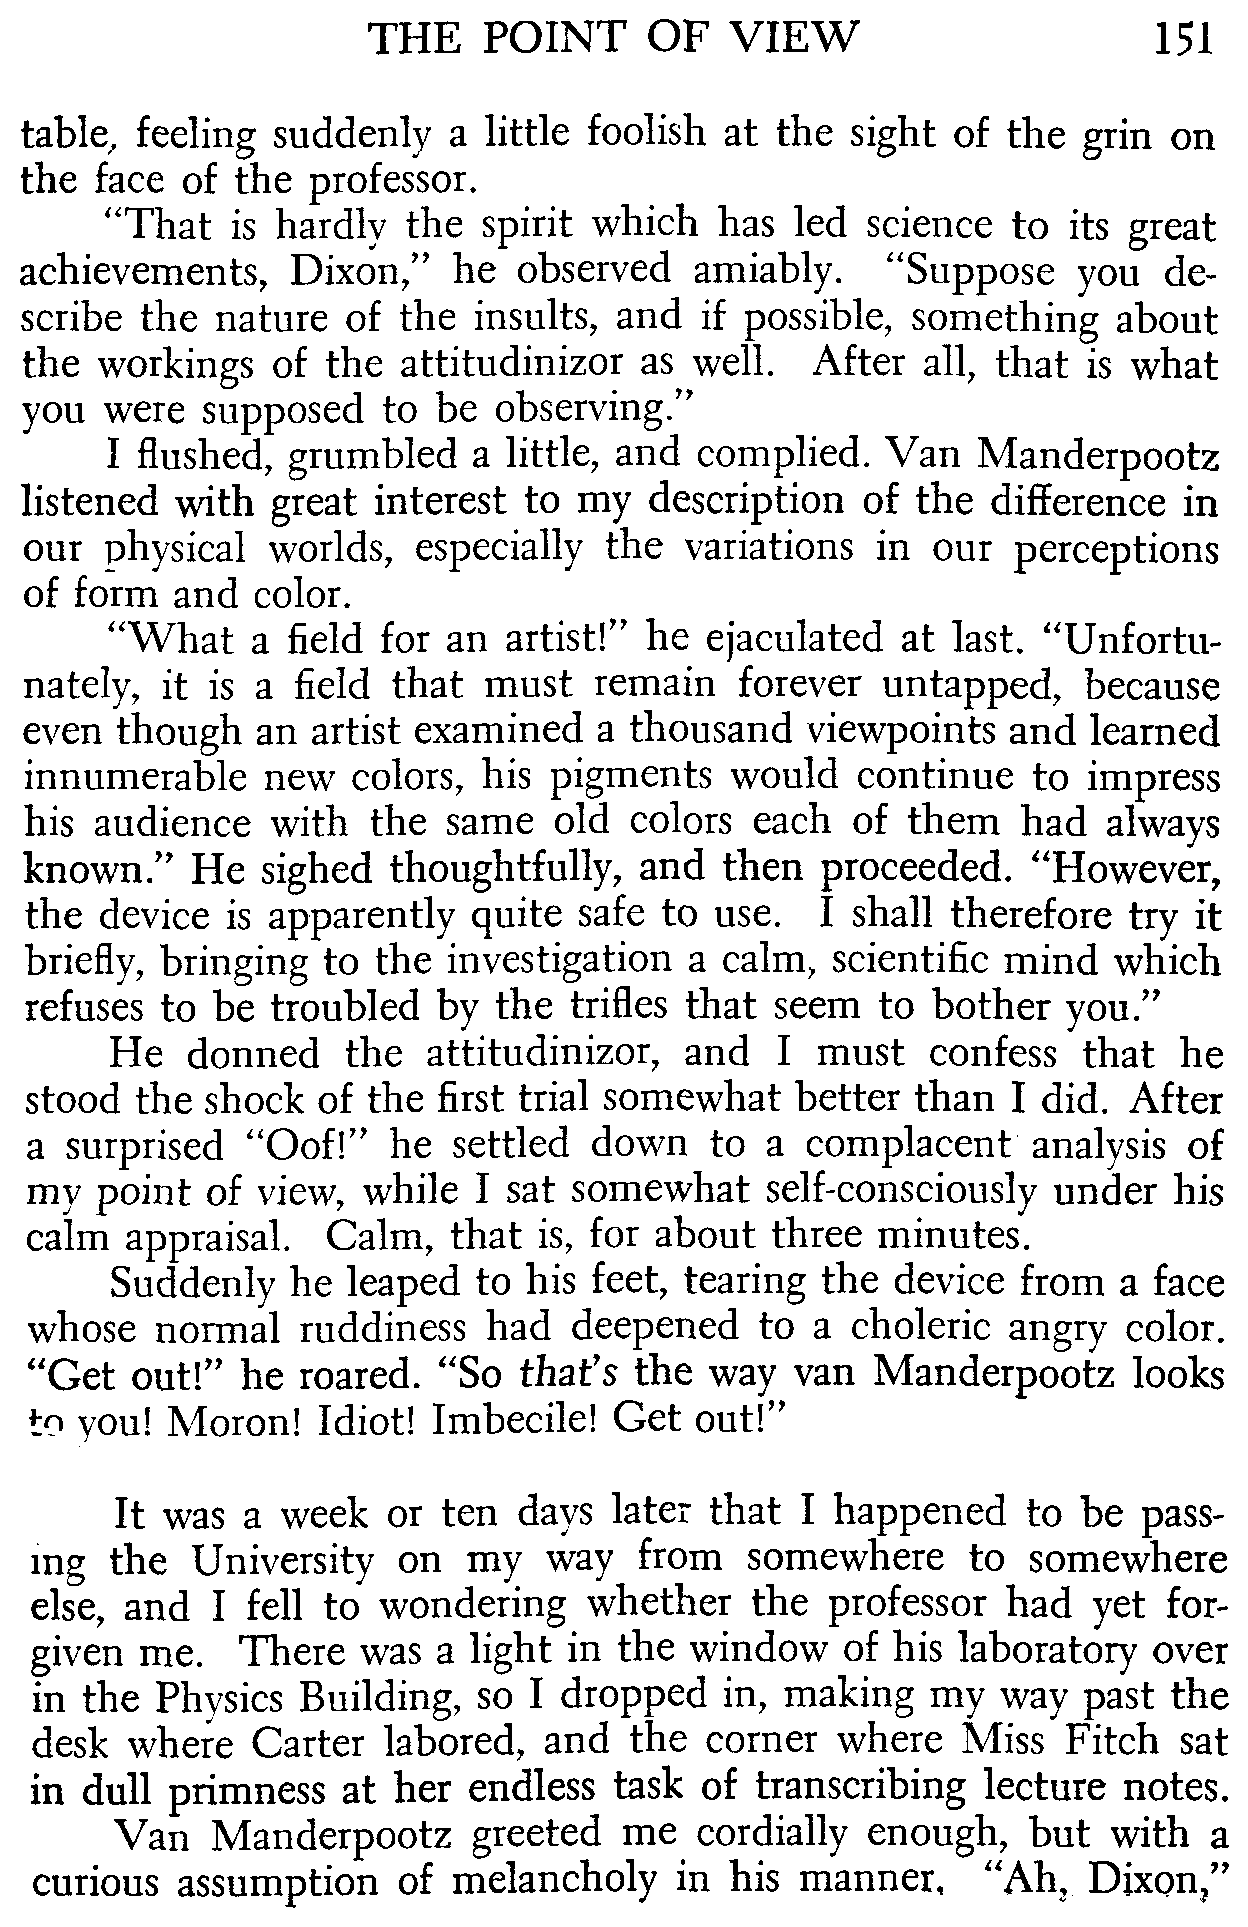 THE POINT OF VIEW 151
table, feeling suddenly a little foolish at the sight of the grin on
the face of the professor.
“That is hardly the spirit which has led science to its great
achievements, Dixon,” he observed amiably. “Suppose you de-
scribe the nature of the insults, and if possible, something about
the workings of the attitudinizor as well. After all, that is what
you were supposed to be observing.”
I flushed, grumbled a little, and complied. Van Manderpootz
listened with great interest to my description of the difference in
our physical worlds, especially the variations in our perceptions
of form and color.
“What a field for an artist!” he ejaculated at last. “Unfortu-
nately, it is a field that must remain forever untapped, because
even though an artist examined a thousand viewpoints and learned
innumerable new colors, his pigments would continue to impress
his audience with the same old colors each of them had always
known.” He sighed thoughtfully, and then proceeded. “However,
the device is apparently quite safe to use. I shall therefore try it
briefly, bringing to the investigation a calm, scientific mind which
refuses to be troubled by the trifles that seem to bother you.”
He donned the attitudinizor, and I must confess that he
stood the shock of the first trial somewhat better than I did. After
a surprised “Oof!” he settled down to a complacent analysis of
my point of view, while I sat somewhat self-consciously under his
calm appraisal. Calm, that is, for about three minutes.
Suddenly he leaped to his feet, tearing the device from a face
whose normal ruddiness had deepened to a choleric angry color.
“Get out!” he roared. “So that’s the way van Manderpootz looks
to you! Moron! Idiot! Imbecile! Get out!”
It was a week or ten days later that I happened to be pass-
ing the University on my way from somewhere to somewhere
else, and I fell to wondering whether the professor had yet for-
given me. There was a light in the window of his laboratory over
in the Physics Building, so I dropped in, making my way past the
desk where Carter labored, and the corner where Miss Fitch sat
in dull primness at her endless task of transcribing lecture notes.
Van Manderpootz greeted me cordially enough, but with a
curious assumption of melancholy in his manner. “Ah, Dixon,”